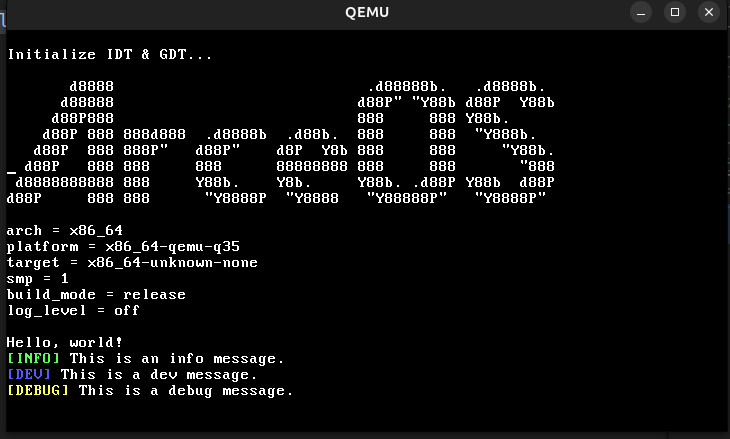 QEMU
Initialize IDT & GDT...
       d8888                            .d88888b.   .d8888b.
      d88888                           d88P" "Y88b d88P  Y88b
     d88P888                           888     888 Y88b.
    d88P 888 888d888  .d8888b  .d88b.  888     888  "Y888b.
   d88P  888 888P"   d88P"    d8P  Y8b 888     888     "Y88b.
_ d88P   888 888     888      88888888 888     888       "888
 d8888888888 888     Y88b.    Y8b.     Y88b. .d88P Y88b  d88P
d88P     888 888      "Y8888P  "Y8888   "Y88888P"   "Y8888P"
arch = x86_64
platform = x86_64-qemu-q35
target = x86_64-unknown-none
smp = 1
build_mode = release
log_level = off
Hello, world!
[INFO] This is an info message.
[DEV] This is a dev message.
[DEBUG] This is a debug message.